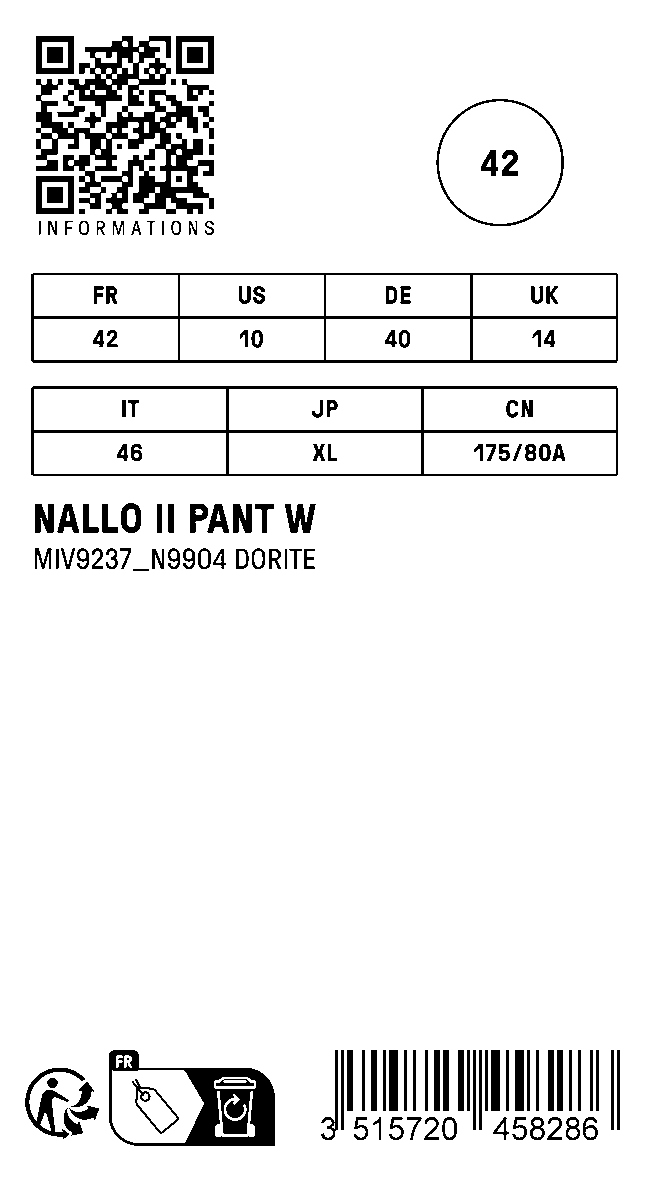 INFORMATIONS
42
FR US DE UK
42 10 40 14
IT JP CN
46 XL 175/80A
NALLO II PANT W
MIV9237_N9904 DORITE
FR
3 515720 458286